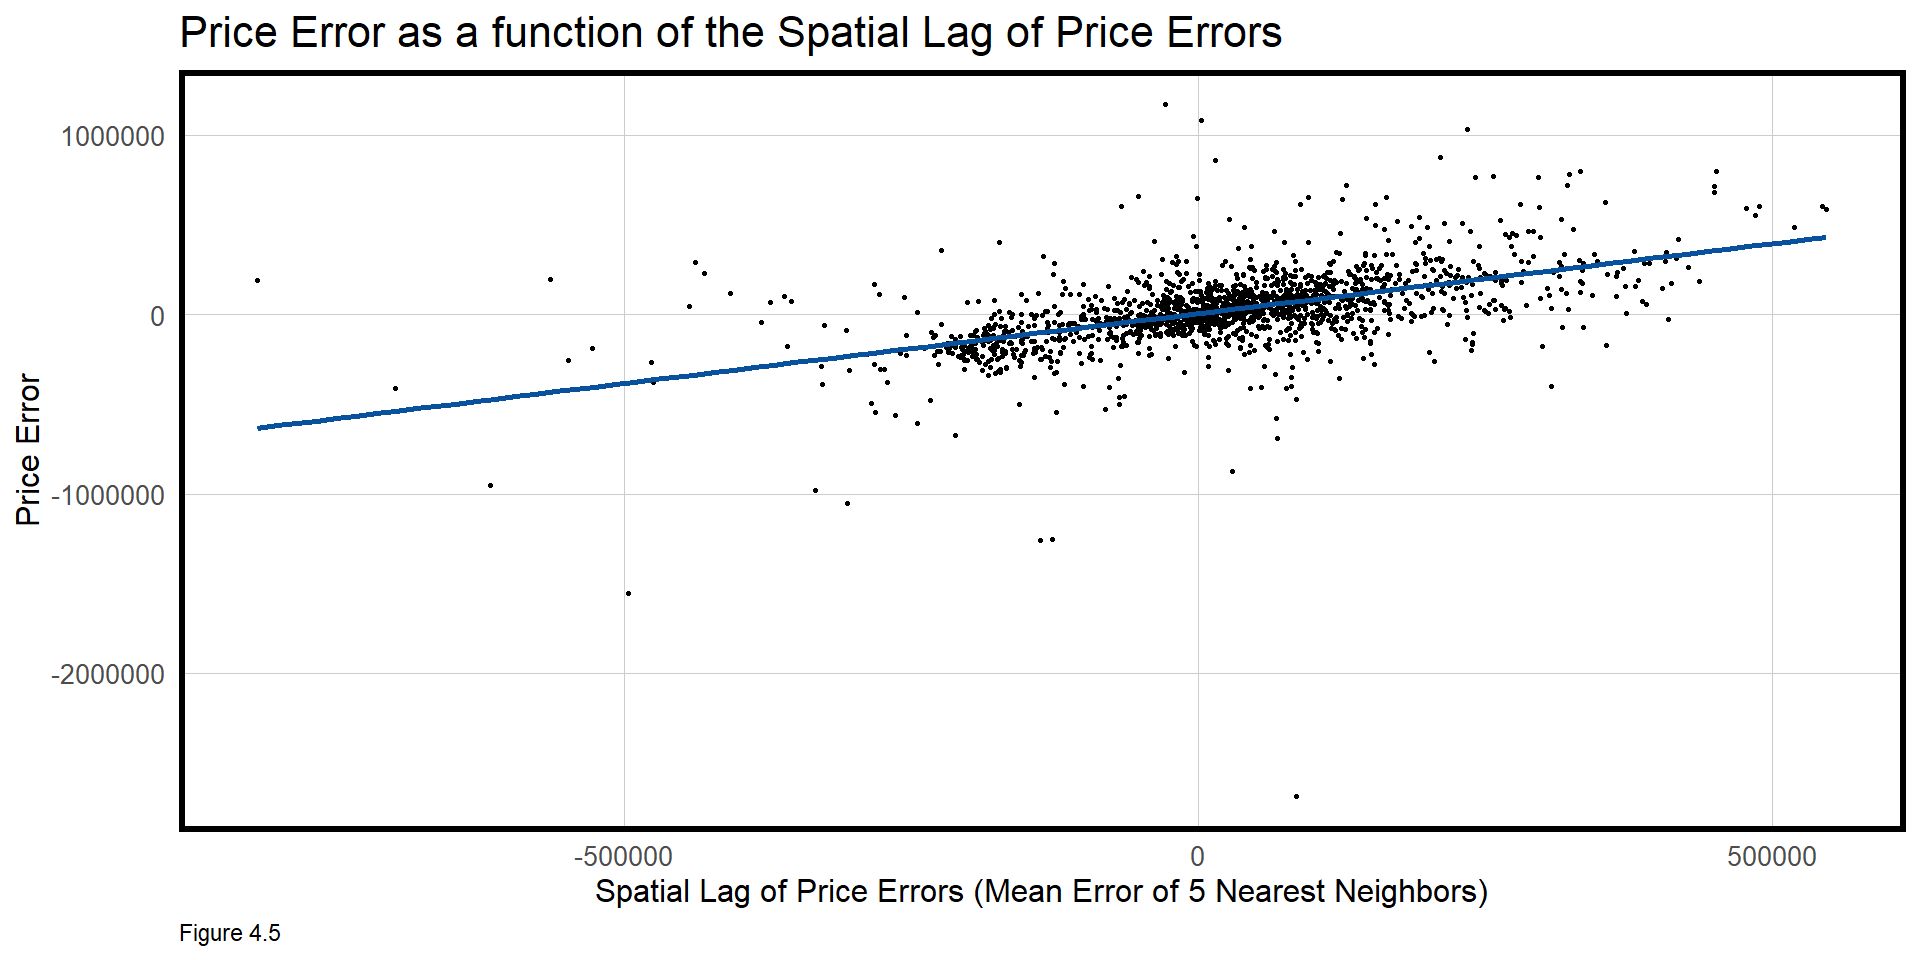 Price Error as a function of the Spatial Lag of Price Errors
1000000
0
-1000000
-2000000
Price Error
-500000
0
500000
Spatial Lag of Price Errors (Mean Error of 5 Nearest Neighbors)
Figure 4.5